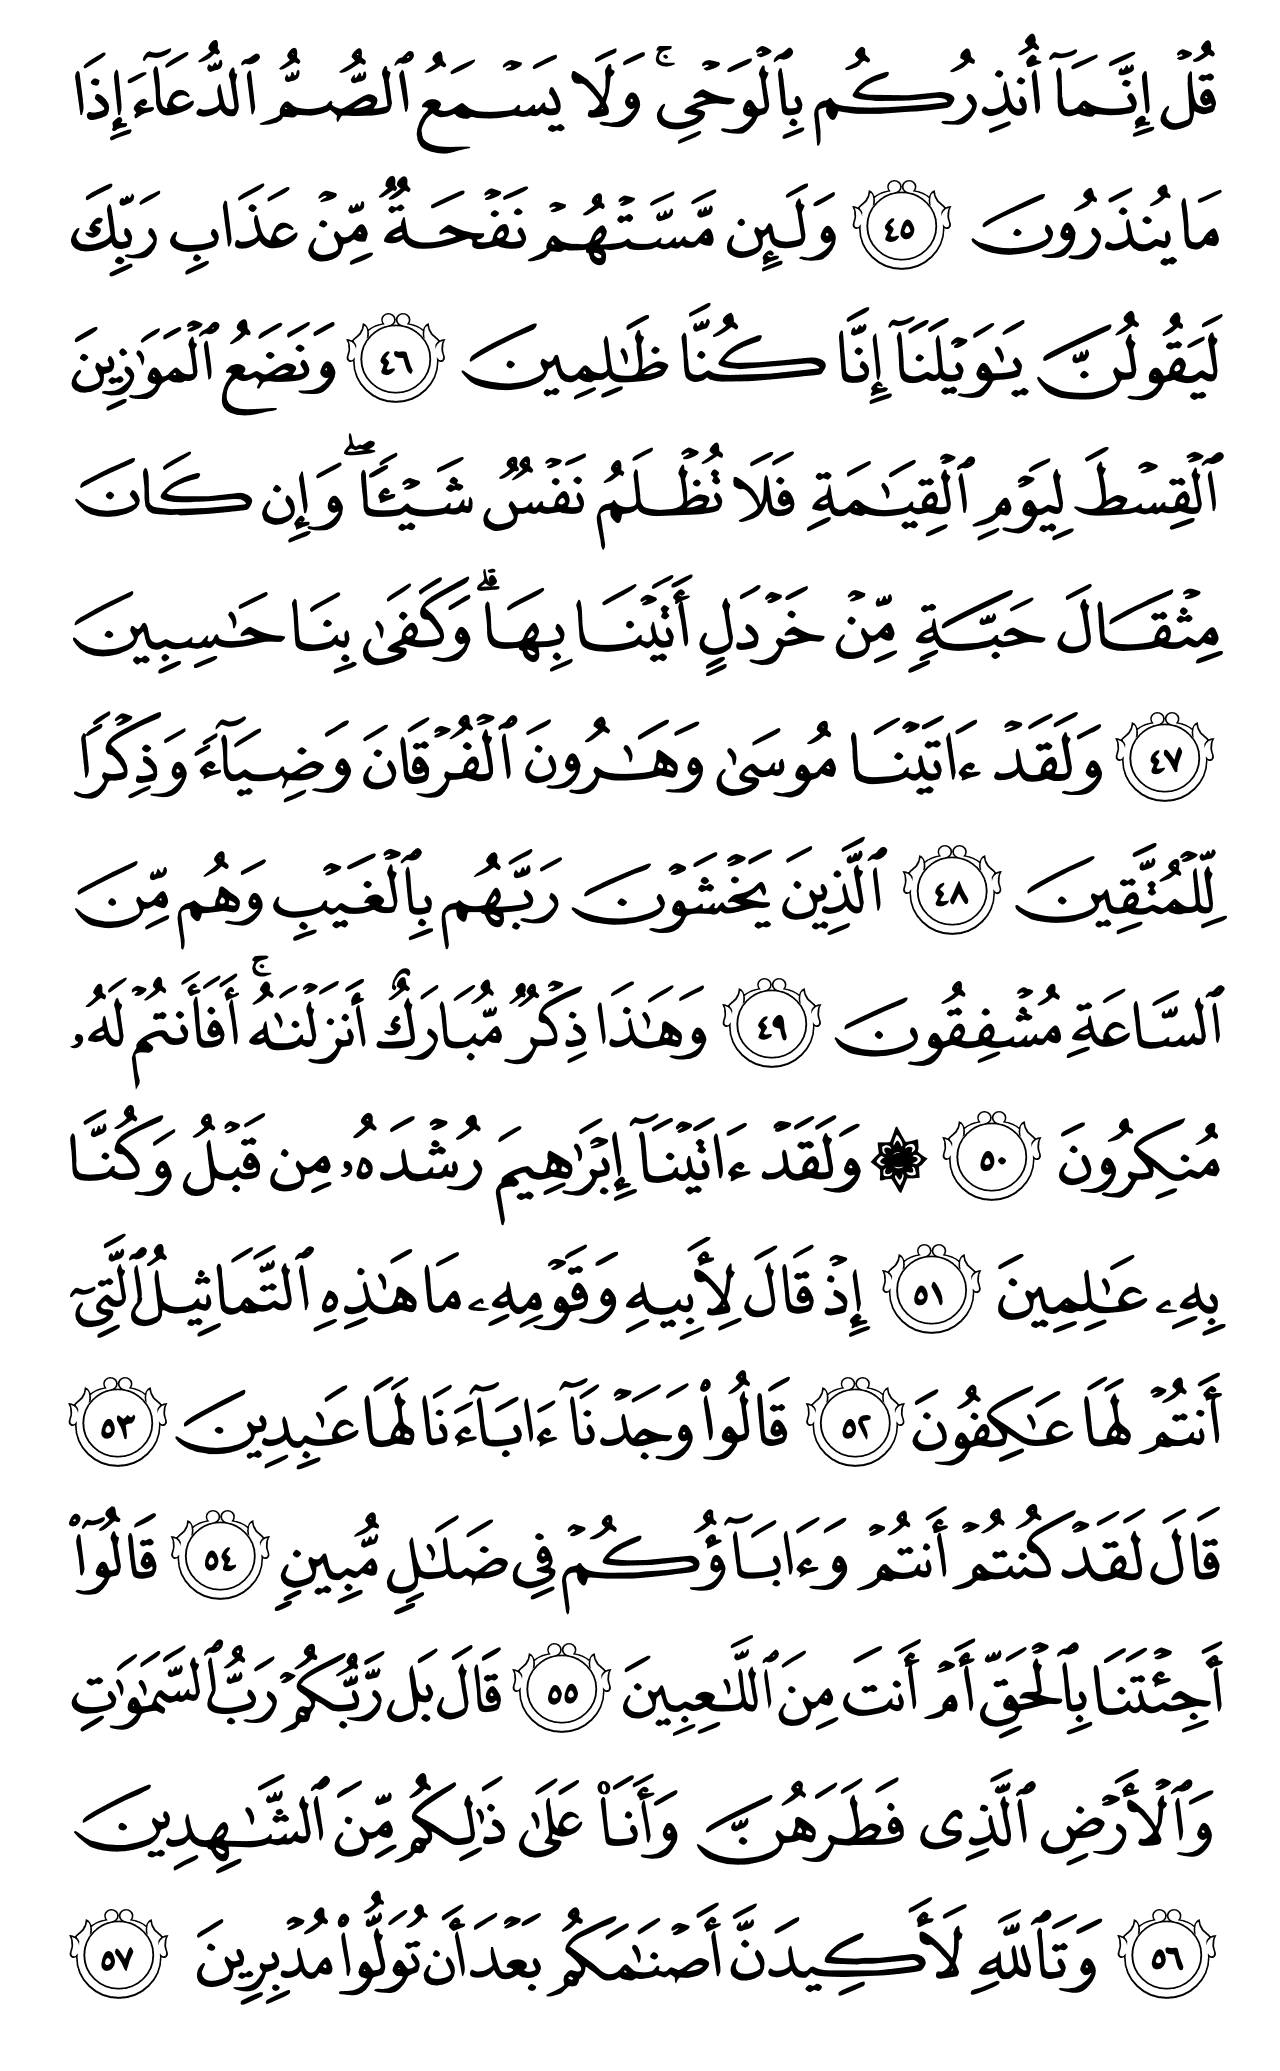 قُلۡ إِنَّمَآ أُنذِرُكُم بِٱلۡوَحۡيِۚ وَلَا يَسۡمَعُ ٱلصُّمُّ ٱلدُّعَآءَ إِذَا
مَا يُنذَرُونَ ٤٥ وَلَئِن مَّسَّتۡهُمۡ نَفۡحَةٞ مِّنۡ عَذَابِ رَبِّكَ
لَيَقُولُنَّ يَٰوَيۡلَنَآ إِنَّا كُنَّا ظَٰلِمِينَ ٤٦ وَنَضَعُ ٱلۡمَوَٰزِينَ
ٱلۡقِسۡطَ لِيَوۡمِ ٱلۡقِيَٰمَةِ فَلَا تُظۡلَمُ نَفۡسٞ شَيۡـٔٗاۖ وَإِن كَانَ
مِثۡقَالَ حَبَّةٖ مِّنۡ خَرۡدَلٍ أَتَيۡنَا بِهَاۗ وَكَفَىٰ بِنَا حَٰسِبِينَ
٤٧ وَلَقَدۡ ءَاتَيۡنَا مُوسَىٰ وَهَٰرُونَ ٱلۡفُرۡقَانَ وَضِيَآءٗ وَذِكۡرٗا
لِّلۡمُتَّقِينَ ٤٨ ٱلَّذِينَ يَخۡشَوۡنَ رَبَّهُم بِٱلۡغَيۡبِ وَهُم مِّنَ
ٱلسَّاعَةِ مُشۡفِقُونَ ٤٩ وَهَٰذَا ذِكۡرٞ مُّبَارَكٌ أَنزَلۡنَٰهُۚ أَفَأَنتُمۡ لَهُۥ
مُنكِرُونَ ٥٠ ۞ وَلَقَدۡ ءَاتَيۡنَآ إِبۡرَٰهِيمَ رُشۡدَهُۥ مِن قَبۡلُ وَكُنَّا
بِهِۦ عَٰلِمِينَ ٥١ إِذۡ قَالَ لِأَبِيهِ وَقَوۡمِهِۦ مَا هَٰذِهِ ٱلتَّمَاثِيلُ ٱلَّتِيٓ
أَنتُمۡ لَهَا عَٰكِفُونَ ٥٢ قَالُواْ وَجَدۡنَآ ءَابَآءَنَا لَهَا عَٰبِدِينَ ٥٣
قَالَ لَقَدۡ كُنتُمۡ أَنتُمۡ وَءَابَآؤُكُمۡ فِي ضَلَٰلٖ مُّبِينٖ ٥٤ قَالُوٓاْ
أَجِئۡتَنَا بِٱلۡحَقِّ أَمۡ أَنتَ مِنَ ٱللَّٰعِبِينَ ٥٥ قَالَ بَل رَّبُّكُمۡ رَبُّ ٱلسَّمَٰوَٰتِ
وَٱلۡأَرۡضِ ٱلَّذِي فَطَرَهُنَّ وَأَنَا۠ عَلَىٰ ذَٰلِكُم مِّنَ ٱلشَّٰهِدِينَ
٥٦ وَتَٱللَّهِ لَأَكِيدَنَّ أَصۡنَٰمَكُم بَعۡدَ أَن تُوَلُّواْ مُدۡبِرِينَ ٥٧